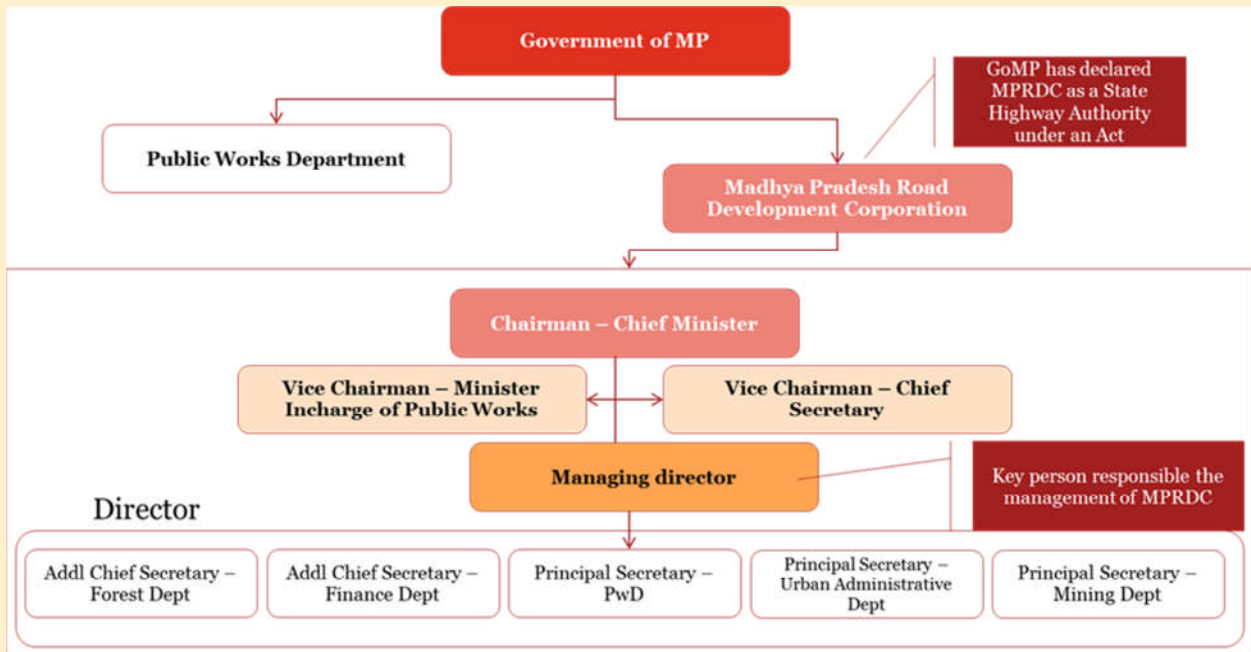 Government of MP
GoMP has declared
MPRDC as a State
Highway Authority
under an Act
Public Works Department
Madhya Pradesh Road
Development Corporation
Chairman – Chief Minister
Vice Chairman – Minister
Incharge of Public Works
Vice Chairman – Chief
Secretary
Managing director
Key person responsible the
management of MPRDC
Director
Addl Chief Secretary –
Forest Dept
Addl Chief Secretary –
Finance Dept
Principal Secretary –
PwD
Principal Secretary –
Urban Administrative
Dept
Principal Secretary –
Mining Dept